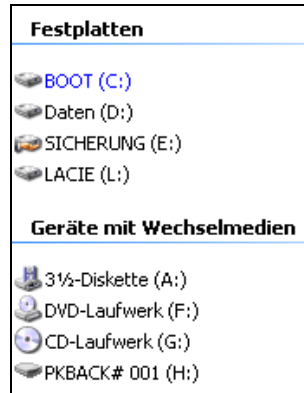 Festplatten
BOOT (C:)
Daten (D:)
SICHERUNG (E:)
LACIE (L:)
Geräte mit Wechselmedien
3½-Diskette (A:)
DVD-Laufwerk (F:)
CD-Laufwerk (G:)
PKBACK# 001 (H:)